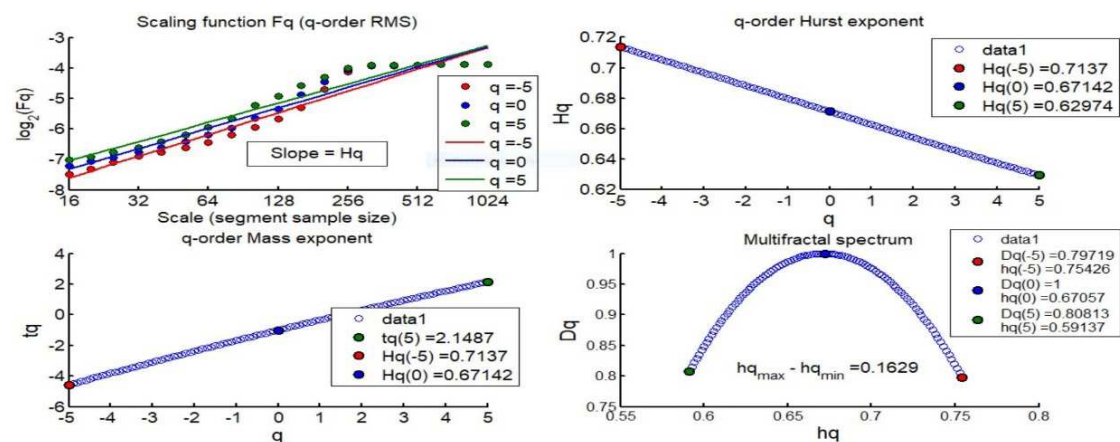 Scaling function Fq (q-order RMS)
log2(Fq)
-3
-4
-5
-6
-7
-8
16 32 64 128 256 512 1024
Scale (segment sample size)
Slope = Hq
q =-5
q =0
q =5
q =-5
q =0
q =5
q-order Hurst exponent
Hq
0.72
0.7
0.68
0.66
0.64
0.62
-5 -4 -3 -2 -1 0 1 2 3 4 5
q
data1
Hq(-5) =0.7137
Hq(0) =0.67142
Hq(5) =0.62974
q-order Mass exponent
tq
4
2
0
-2
-4
-6
-5 -4 -3 -2 -1 0 1 2 3 4 5
q
data1
tq(5) =2.1487
Hq(-5) =0.7137
Hq(0) =0.67142
Multifractal spectrum
Dq
1
0.95
0.9
0.85
0.8
0.75
0.55 0.6 0.65 0.7 0.75 0.8
hq
hqmax - hqmin =0.1629
data1
Dq(-5) =0.79719
hq(-5) =0.75426
Dq(0) =1
hq(0) =0.67057
Dq(5) =0.80813
hq(5) =0.59137